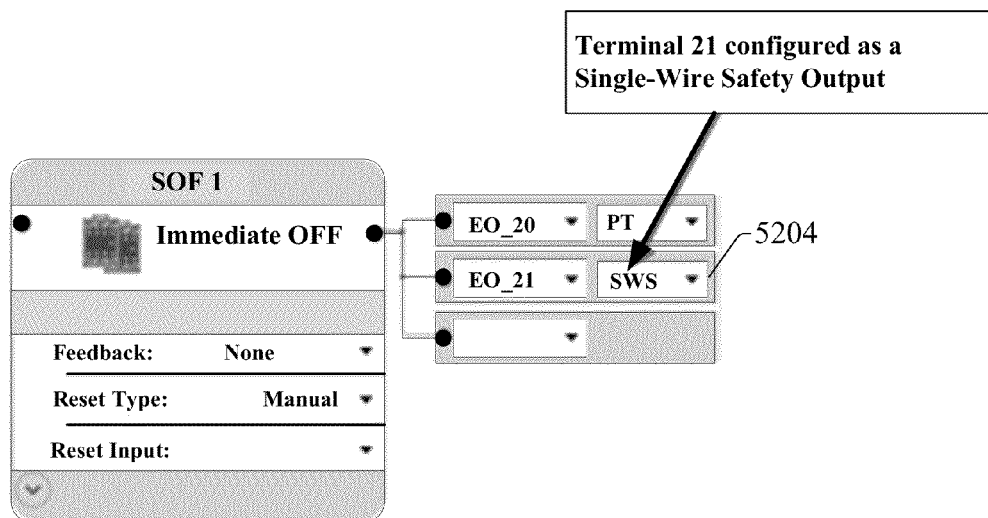 Terminal 21 configured as a
Single-Wire Safety Output
SOF 1
Immediate OFF
EO_20 PT
EO_21 SWS
5204
Feedback: None
Reset Type: Manual
Reset Input: